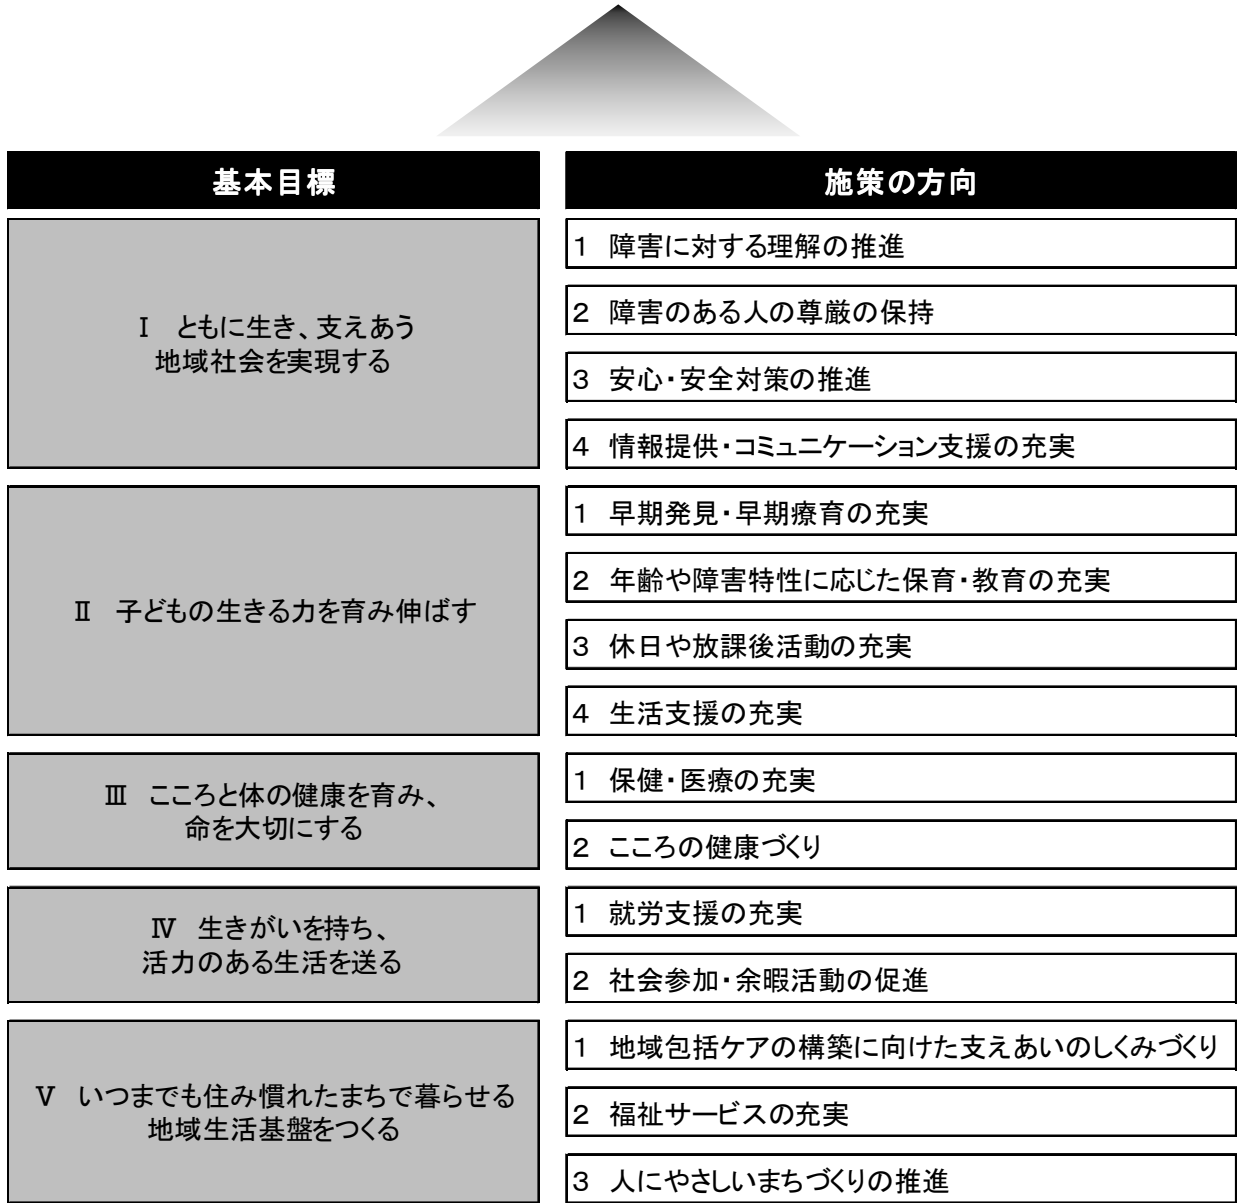 基本目標
施策の方向
Ⅰ　ともに生き、支えあう
地域社会を実現する
1　障害に対する理解の推進
2　障害のある人の尊厳の保持
3　安心・安全対策の推進
4　情報提供・コミュニケーション支援の充実
Ⅱ　子どもの生きる力を育み伸ばす
1　早期発見・早期療育の充実
2　年齢や障害特性に応じた保育・教育の充実
3　休日や放課後活動の充実
4　生活支援の充実
Ⅲ　こころと体の健康を育み、
命を大切にする
1　保健・医療の充実
2　こころの健康づくり
Ⅳ　生きがいを持ち、
活力のある生活を送る
1　就労支援の充実
2　社会参加・余暇活動の促進
Ⅴ　いつまでも住み慣れたまちで暮らせる
地域生活基盤をつくる
1　地域包括ケアの構築に向けた支えあいのしくみづくり
2　福祉サービスの充実
3　人にやさしいまちづくりの推進